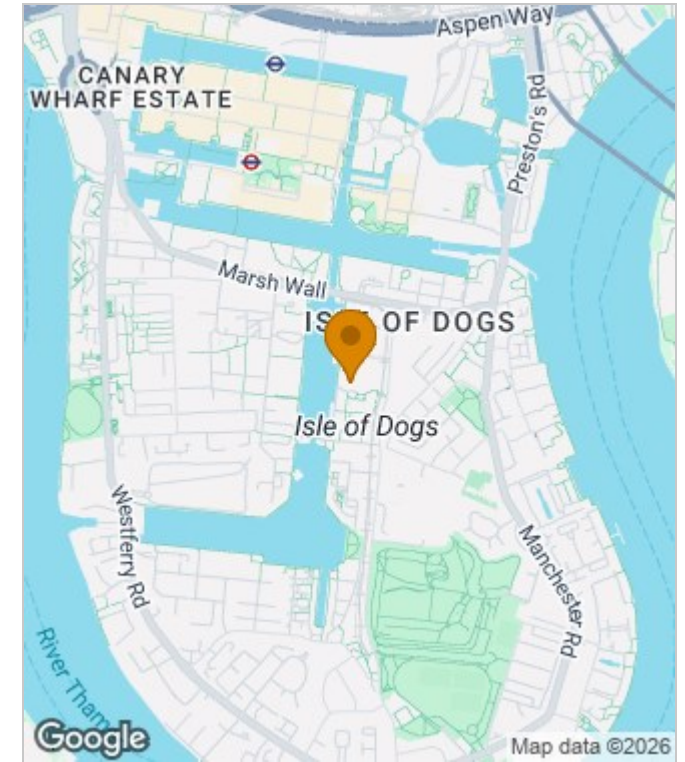 Aspen Way
CANARY
WHARF ESTATE
Preston's Rd
Marsh Wall
OF DOGS
Isle of Dogs
Westferry Rd
Manchester Rd
River
Google
Map data ©2026